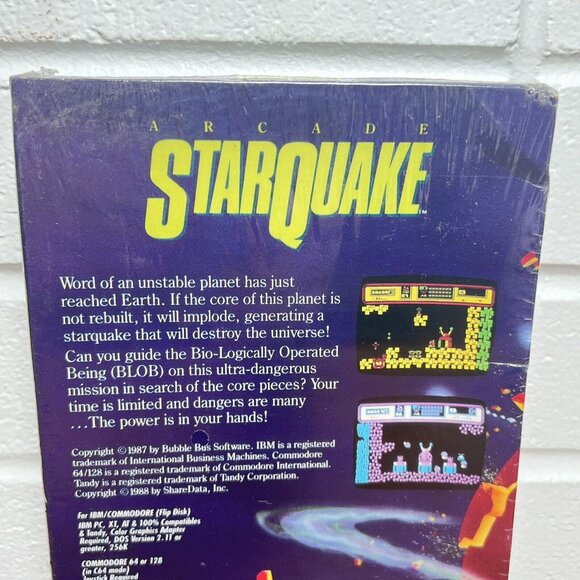 ARCADE
STARQUAKE™
Word of an unstable planet has just
reached Earth. If the core of this planet is
not rebuilt, it will implode, generating a
starquake that will destroy the universe!
Can you guide the Bio-Logically Operated
Being (BLOB) on this ultra-dangerous
mission in search of the core pieces? Your
time is limited and dangers are many
...The power is in your hands!
Copyright ©1987 by Bubble Bus Software. IBM is a registered
trademark of International Business Machines. Commodore
64/128 is a registered trademark of Commodore International.
Tandy is a registered trademark of Tandy Corporation.
Copyright ©1988 by ShareData, Inc.
For IBM/COMMODORE (Flip Disk)
IBM PC, XT, AT & 100% Compatibles
& Tandy, Color Graphics Adapter
Required, DOS Version 2.11 or
greater, 256K
COMMODORE 64 or 128
(in C64 mode)
Joystick Required